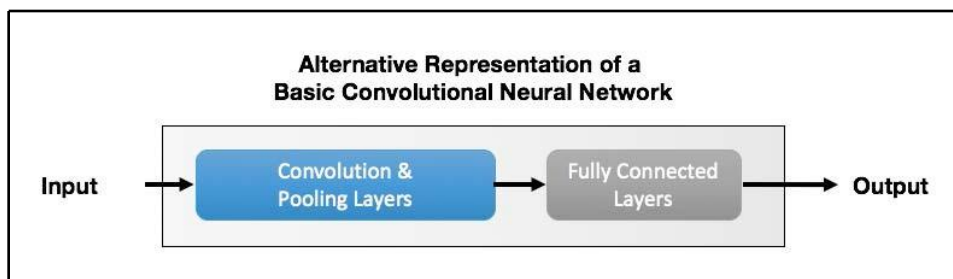 Alternative Representation of a
Basic Convolutional Neural Network
Input
Convolution &
Pooling Layers
Fully Connected
Layers
Output